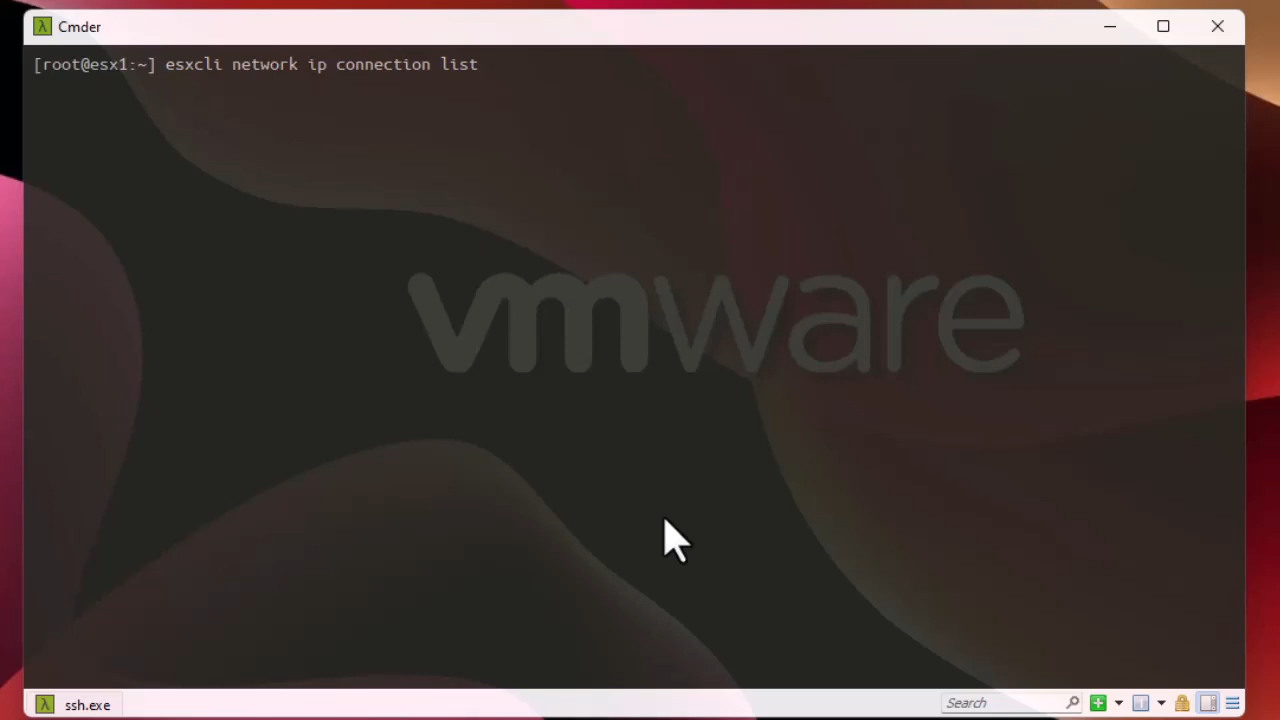 Cmder
[root@esx1:~] esxcli network ip connection list
vmware
ssh.exe
Search